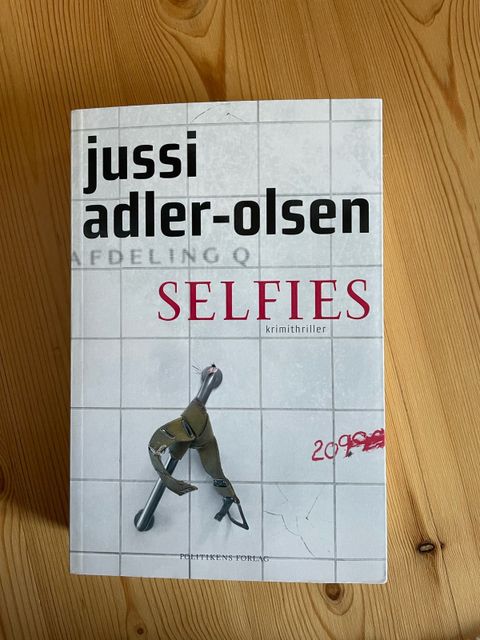 jussi
adler-olsen
AFDELING Q
SELFIES
krimithriller
POLITIKENS FORLAG